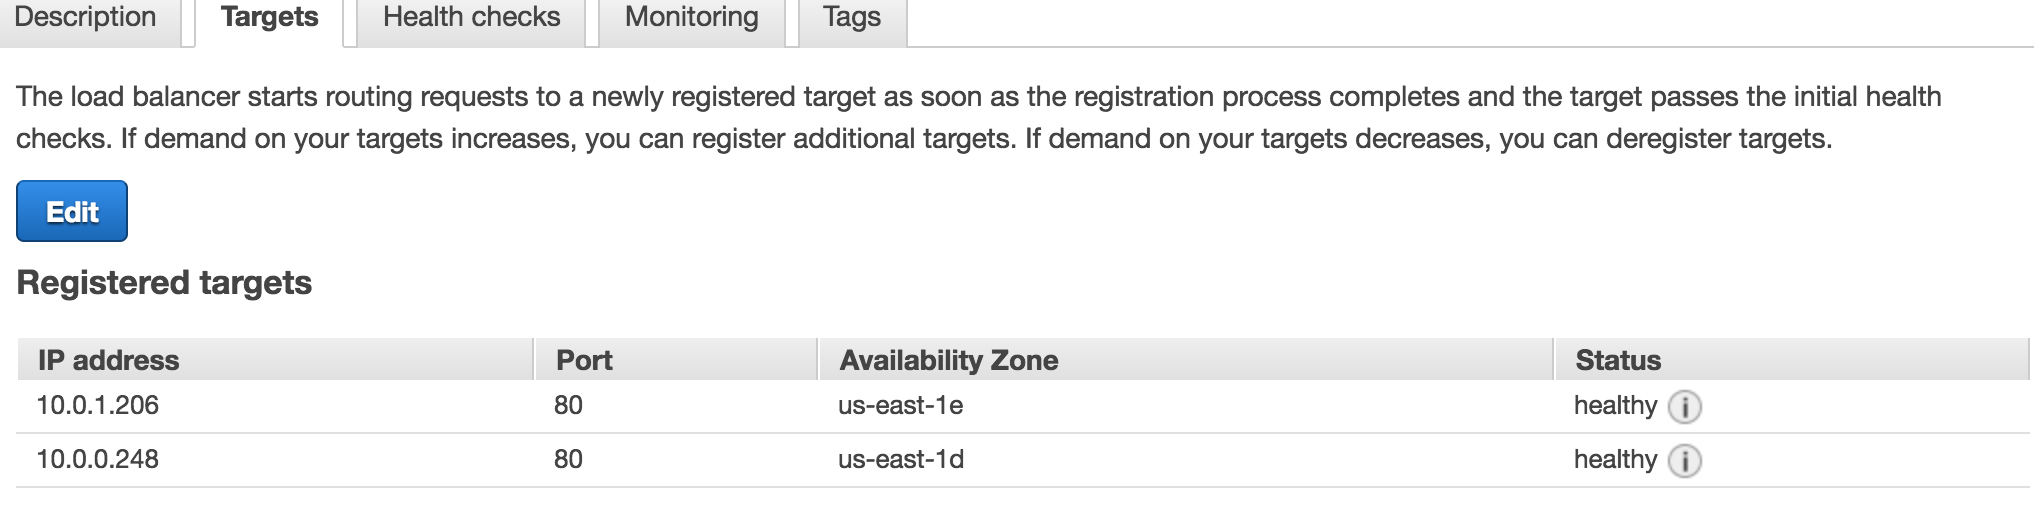 Description Targets Health checks Monitoring Tags
The load balancer starts routing requests to a newly registered target as soon as the registration process completes and the target passes the initial health
checks. If demand on your targets increases, you can register additional targets. If demand on your targets decreases, you can deregister targets.
Edit
Registered targets
IP address Port Availability Zone Status
10.0.1.206 80 us-east-1e healthy i
10.0.0.248 80 us-east-1d healthy i